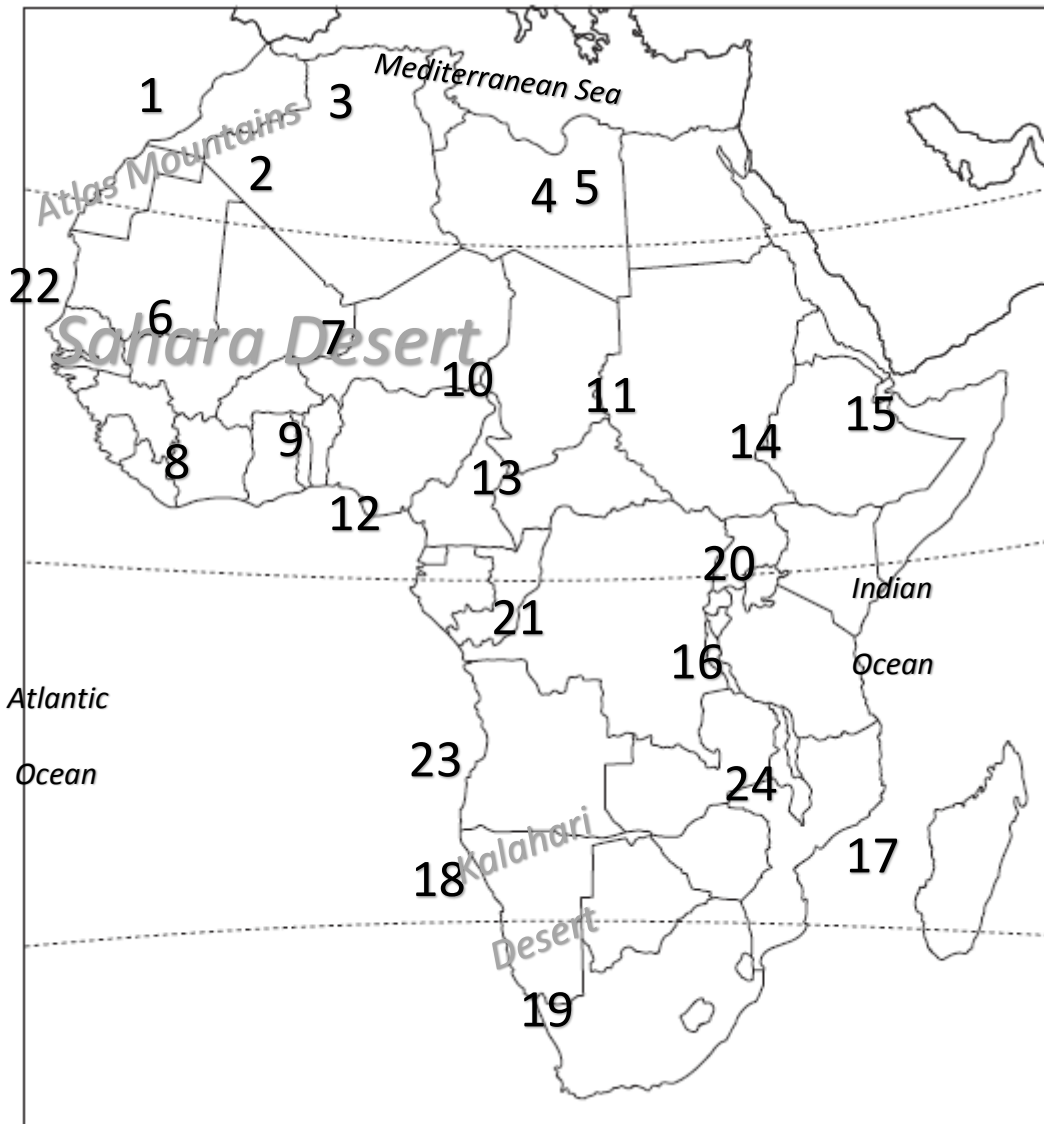 Mediterranean Sea
1
3
Atlas Mountains
2
4
5
22
6
Sahara Desert
7
10
11
15
9
14
8
13
12
20
Indian
21
16
Ocean
Atlantic
23
Ocean
24
Kalahari
17
18
Desert
19